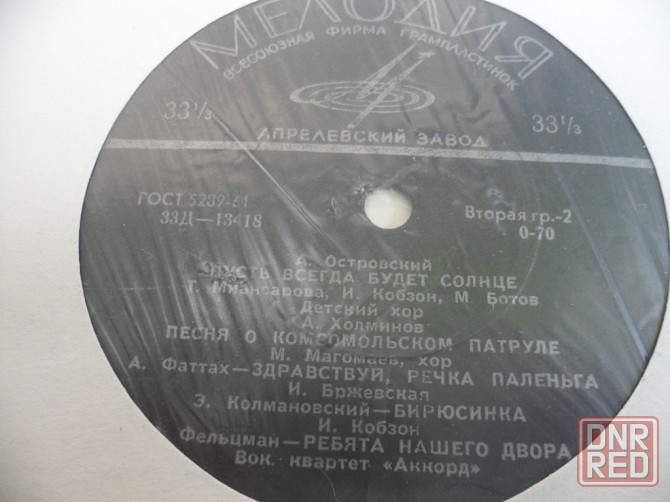 МЕЛОДИЯ
ВСЕСОЮЗНАЯ ФИРМА ГРАМПЛАСТИНОК
33⅓ 33⅓
АПРЕЛЕВСКИЙ ЗАВОД
ГОСТ 5289-61
33Д—13418
Вторая гр.-2
0-70
А. Островский
ПУСТЬ ВСЕГДА БУДЕТ СОЛНЦЕ
Т. Миансарова, И. Кобзон, М. Ботов
Детский хор
А. Холминов
ПЕСНЯ О КОМСОМОЛЬСКОМ ПАТРУЛЕ
М. Магомаев, хор
А. Фаттах—ЗДРАВСТВУЙ, РЕЧКА ПАЛЕНЬГА
И. Бржевская
Э. Колмановский—БИРЮСИНКА
И. Кобзон
Фельцман—РЕБЯТА НАШЕГО ДВОРА
Вок. квартет «Аккорд»
DNR
RED